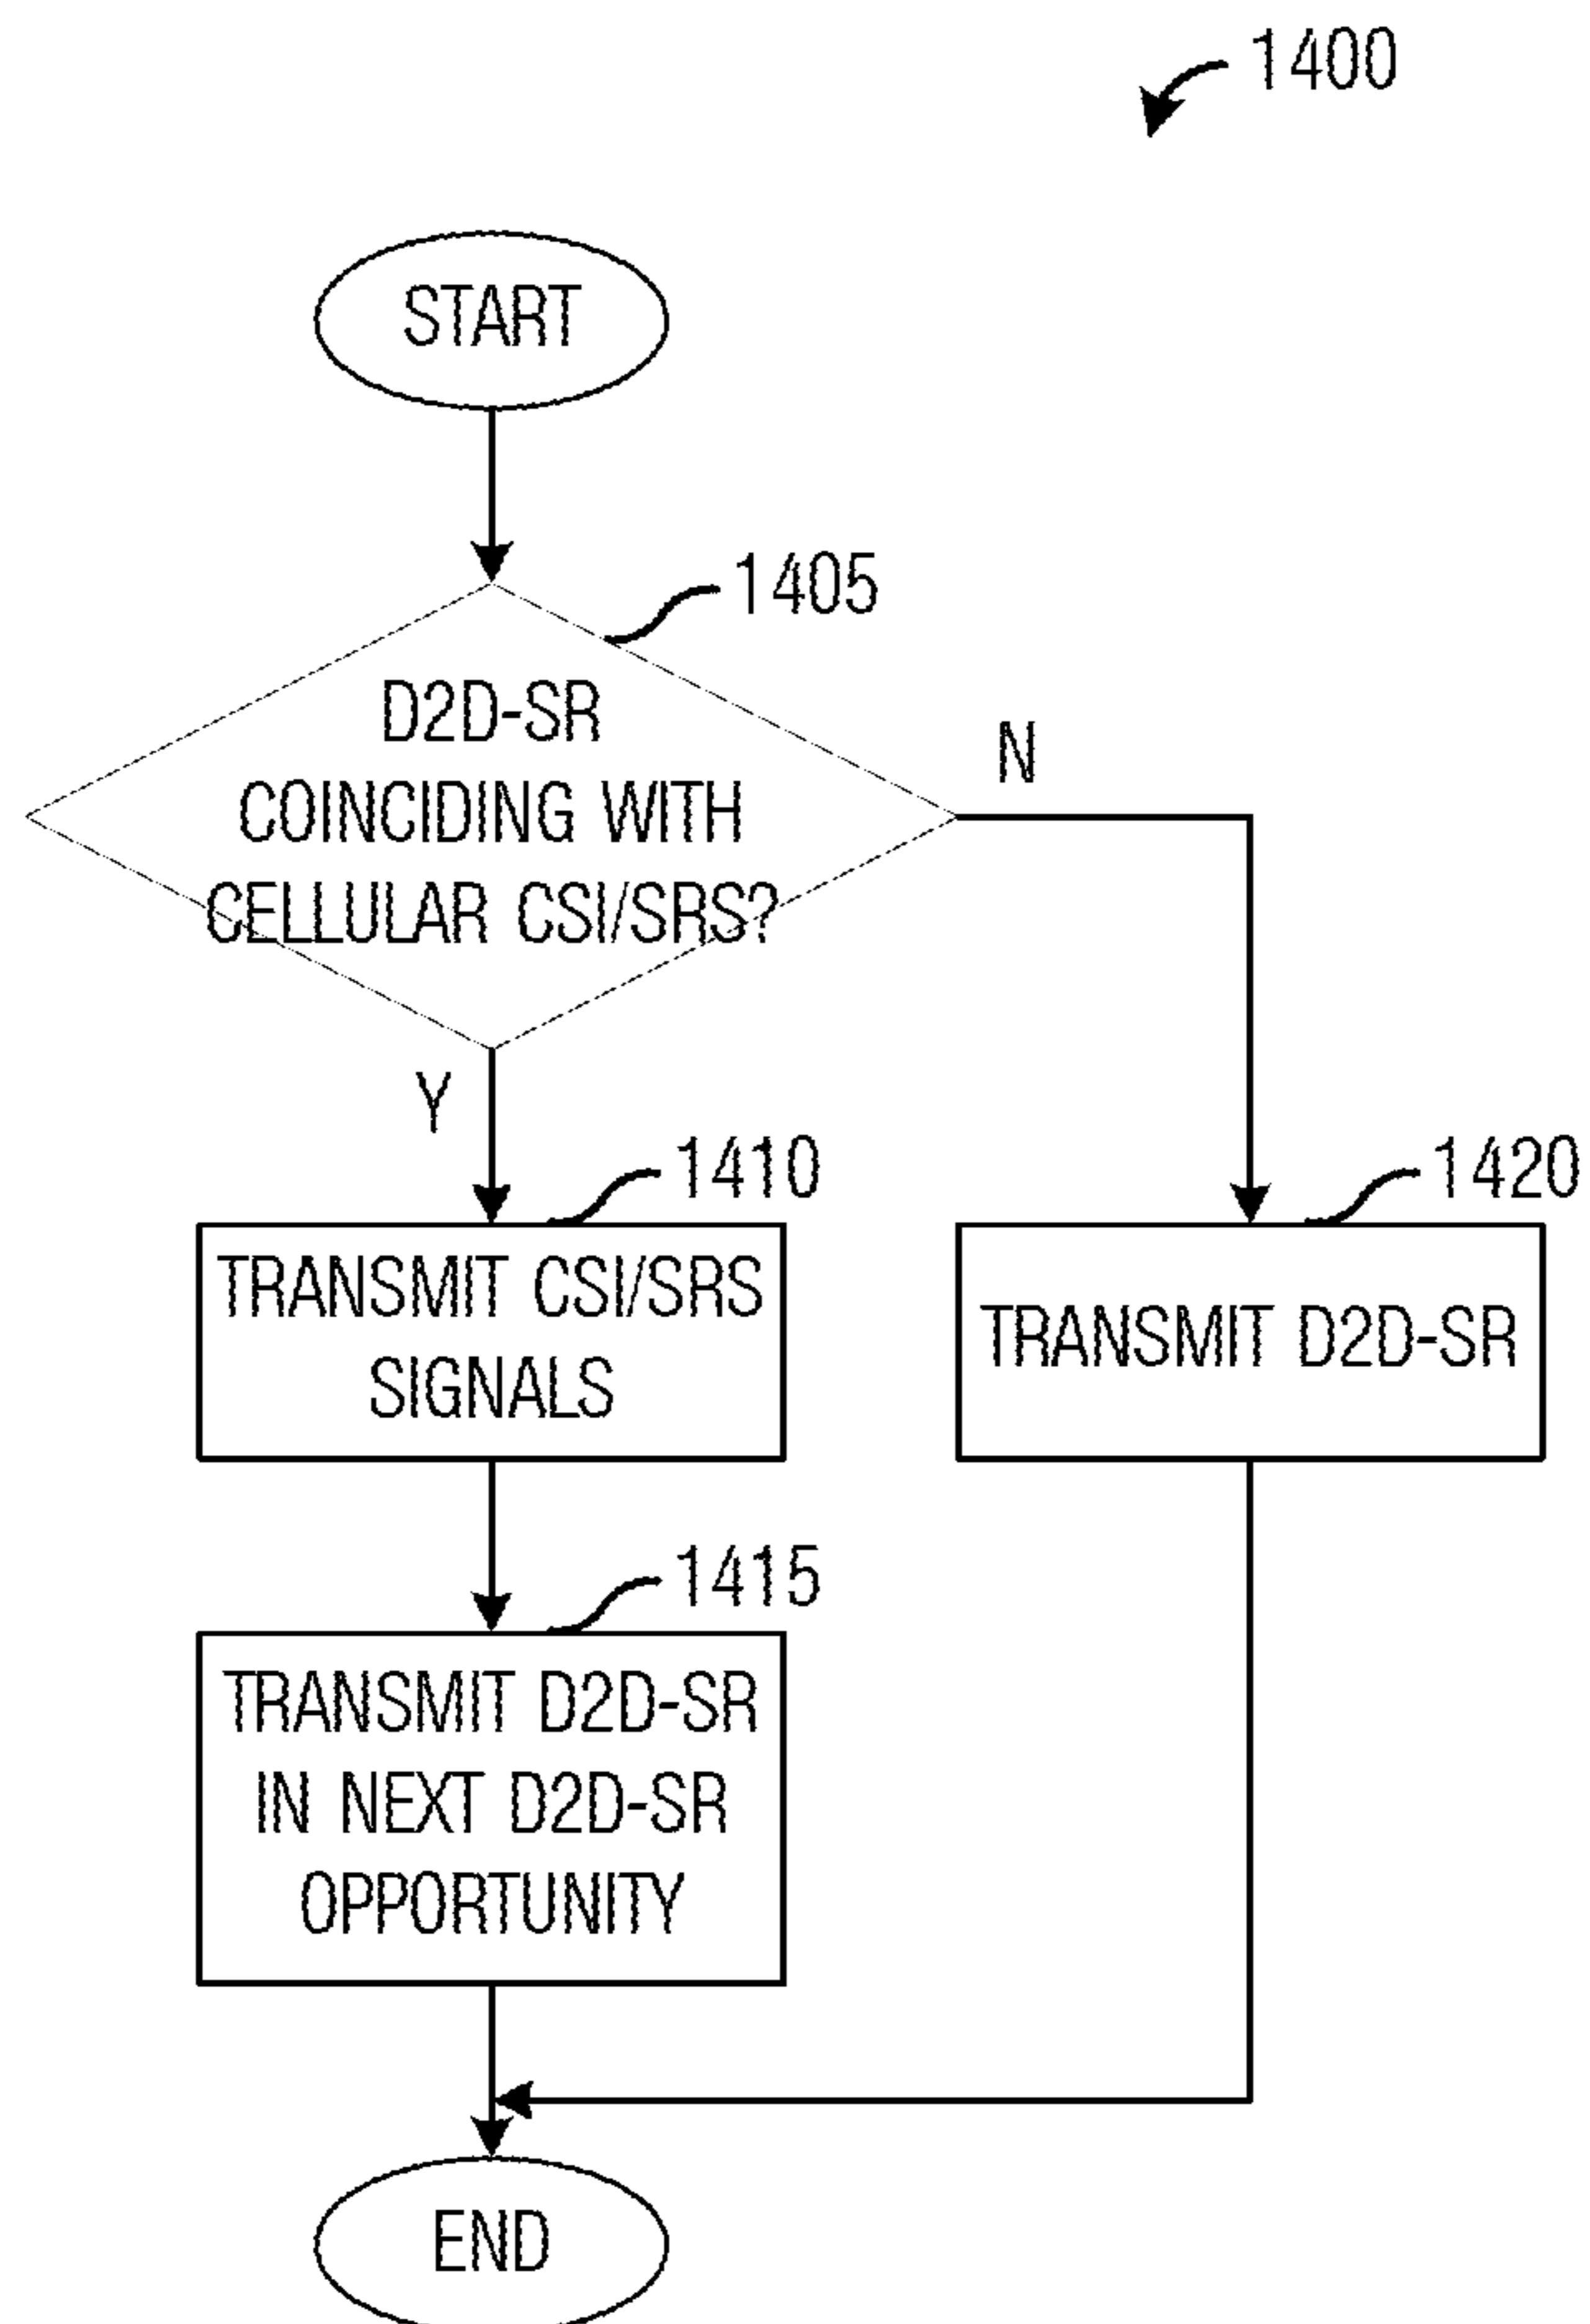 1400
START
1405
D2D-SR
COINCIDING WITH
CELLULAR CSI/SRS?
N
Y
1410
TRANSMIT CSI/SRS
SIGNALS
1420
TRANSMIT D2D-SR
1415
TRANSMIT D2D-SR
IN NEXT D2D-SR
OPPORTUNITY
END